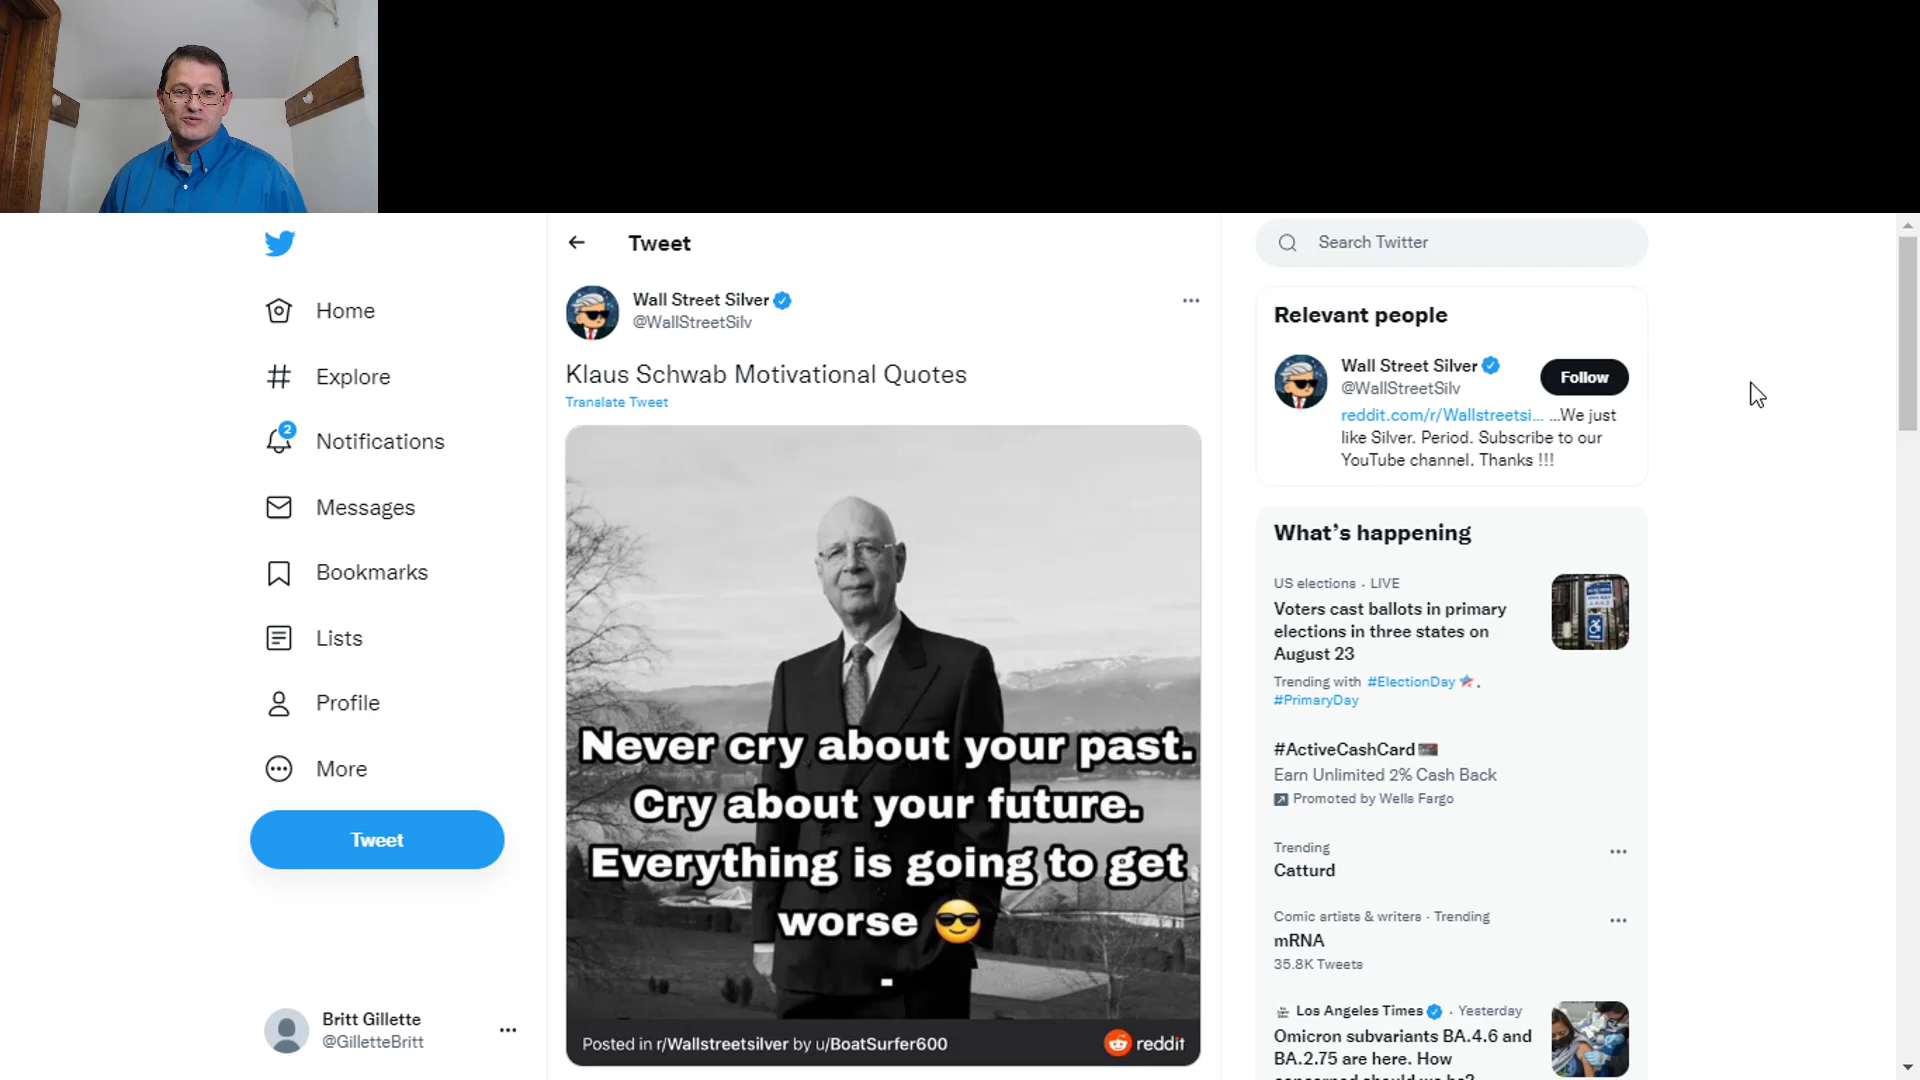 Tweet
Search Twitter
Wall Street Silver
@WallStreetSilv
Klaus Schwab Motivational Quotes
Translate Tweet
Never cry about your past.
Cry about your future.
Everything is going to get
worse 😎
-
Posted in r/Wallstreetsilver by u/BoatSurfer600
reddit
Home
Explore
2
Notifications
Messages
Bookmarks
Lists
Profile
More
Tweet
Britt Gillette
@GilletteBritt
Relevant people
Wall Street Silver
@WallStreetSilv
Follow
reddit.com/r/Wallstreetsi... ...We just
like Silver. Period. Subscribe to our
YouTube channel. Thanks !!!
What's happening
US elections · LIVE
Voters cast ballots in primary
elections in three states on
August 23
Trending with #ElectionDay,
#PrimaryDay
#ActiveCashCard
Earn Unlimited 2% Cash Back
Promoted by Wells Fargo
Trending
Catturd
Comic artists & writers · Trending
mRNA
35.8K Tweets
Los Angeles Times · Yesterday
Omicron subvariants BA.4.6 and
BA.2.75 are here. How
concerned should we be?